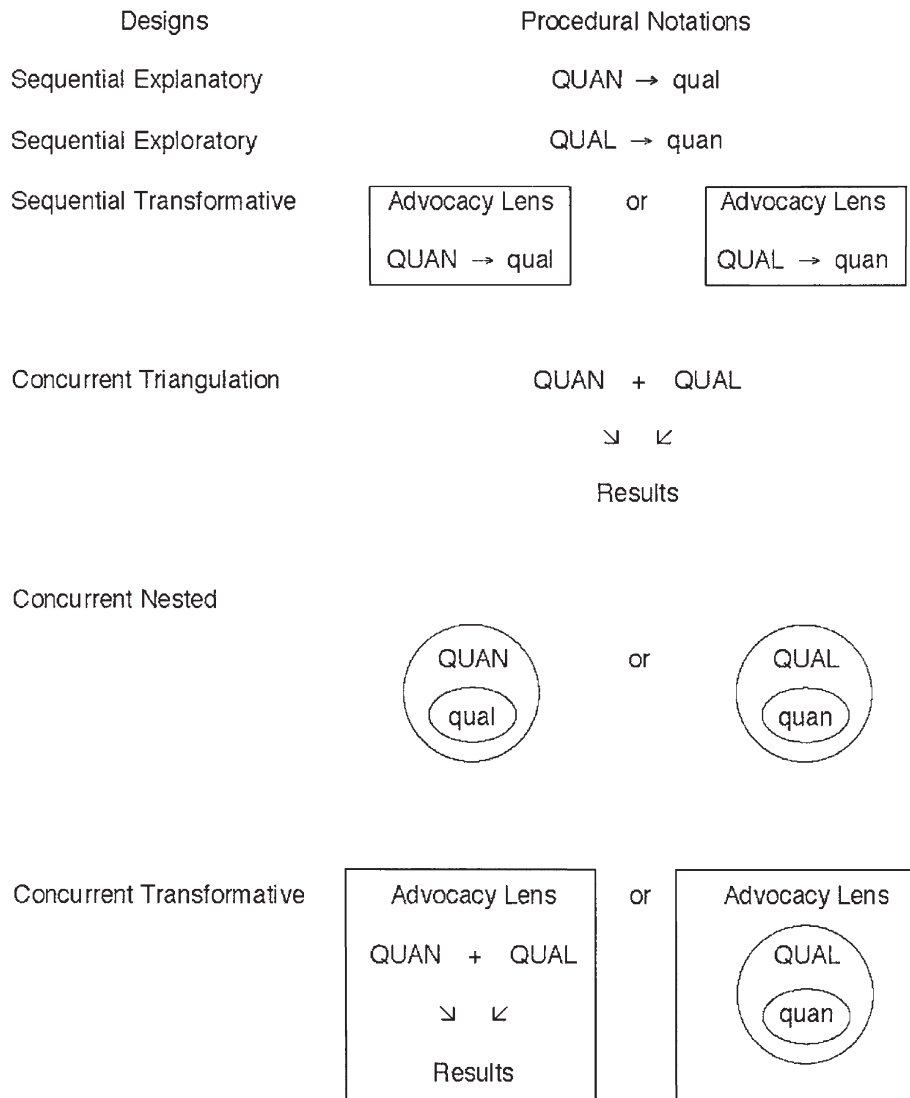 Designs Procedural Notations
Sequential Explanatory QUAN → qual
Sequential Exploratory QUAL → quan
Sequential Transformative Advocacy Lens or Advocacy Lens
QUAN → qual QUAL → quan
Concurrent Triangulation QUAN + QUAL
↘ ↙
Results
Concurrent Nested
QUAN or QUAL
qual quan
Concurrent Transformative Advocacy Lens or Advocacy Lens
QUAN + QUAL QUAL
↘ ↙ quan
Results